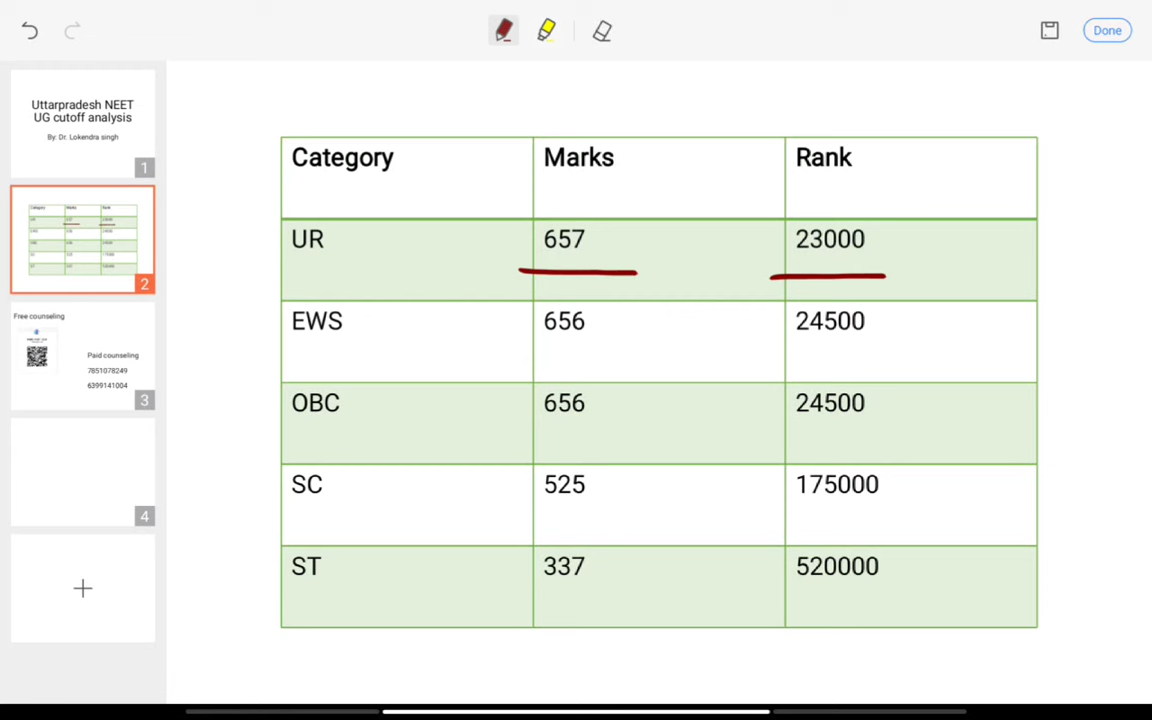 Done
Uttarpradesh NEET
UG cutoff analysis
By: Dr. Lokendra singh
1
2
Free counseling
Paid counseling
7851078249
6399141004
3
4
Category Marks Rank
UR 657 23000
EWS 656 24500
OBC 656 24500
SC 525 175000
ST 337 520000